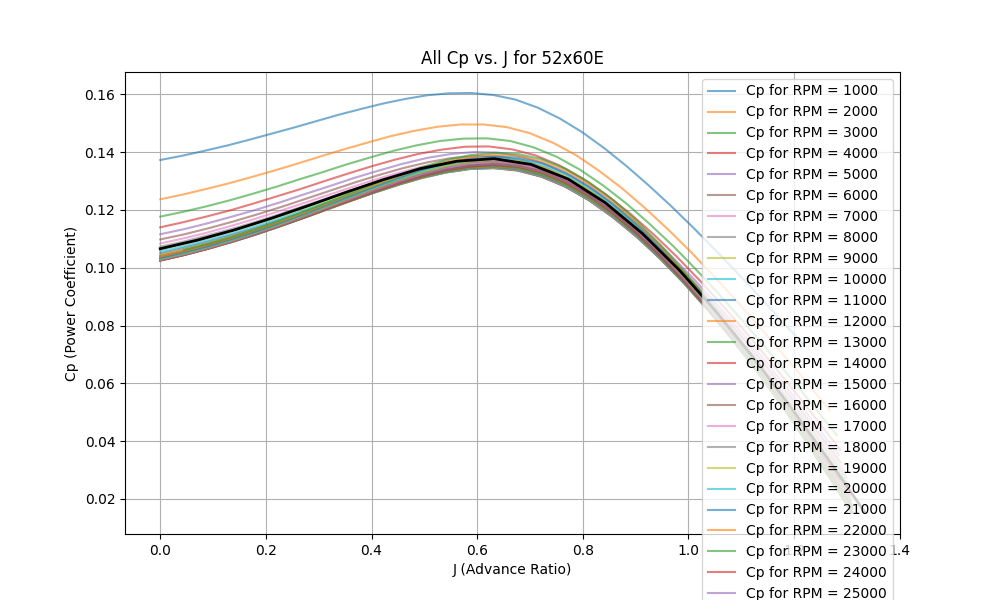 All Cp vs. J for 52x60E
Cp (Power Coefficient)
0.16
0.14
0.12
0.10
0.08
0.06
0.04
0.02
0.0
0.2
0.4
0.6
0.8
1.0
1.4
J (Advance Ratio)
Cp for RPM = 1000
Cp for RPM = 2000
Cp for RPM = 3000
Cp for RPM = 4000
Cp for RPM = 5000
Cp for RPM = 6000
Cp for RPM = 7000
Cp for RPM = 8000
Cp for RPM = 9000
Cp for RPM = 10000
Cp for RPM = 11000
Cp for RPM = 12000
Cp for RPM = 13000
Cp for RPM = 14000
Cp for RPM = 15000
Cp for RPM = 16000
Cp for RPM = 17000
Cp for RPM = 18000
Cp for RPM = 19000
Cp for RPM = 20000
Cp for RPM = 21000
Cp for RPM = 22000
Cp for RPM = 23000
Cp for RPM = 24000
Cp for RPM = 25000